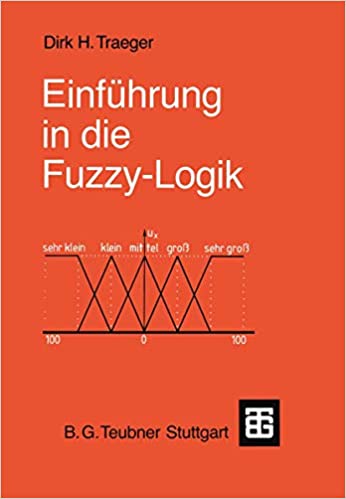 Dirk H. Traeger
Einführung
in die
Fuzzy-Logik
uₓ
sehr klein klein mittel groß sehr groß
100 0 100
B. G. Teubner Stuttgart